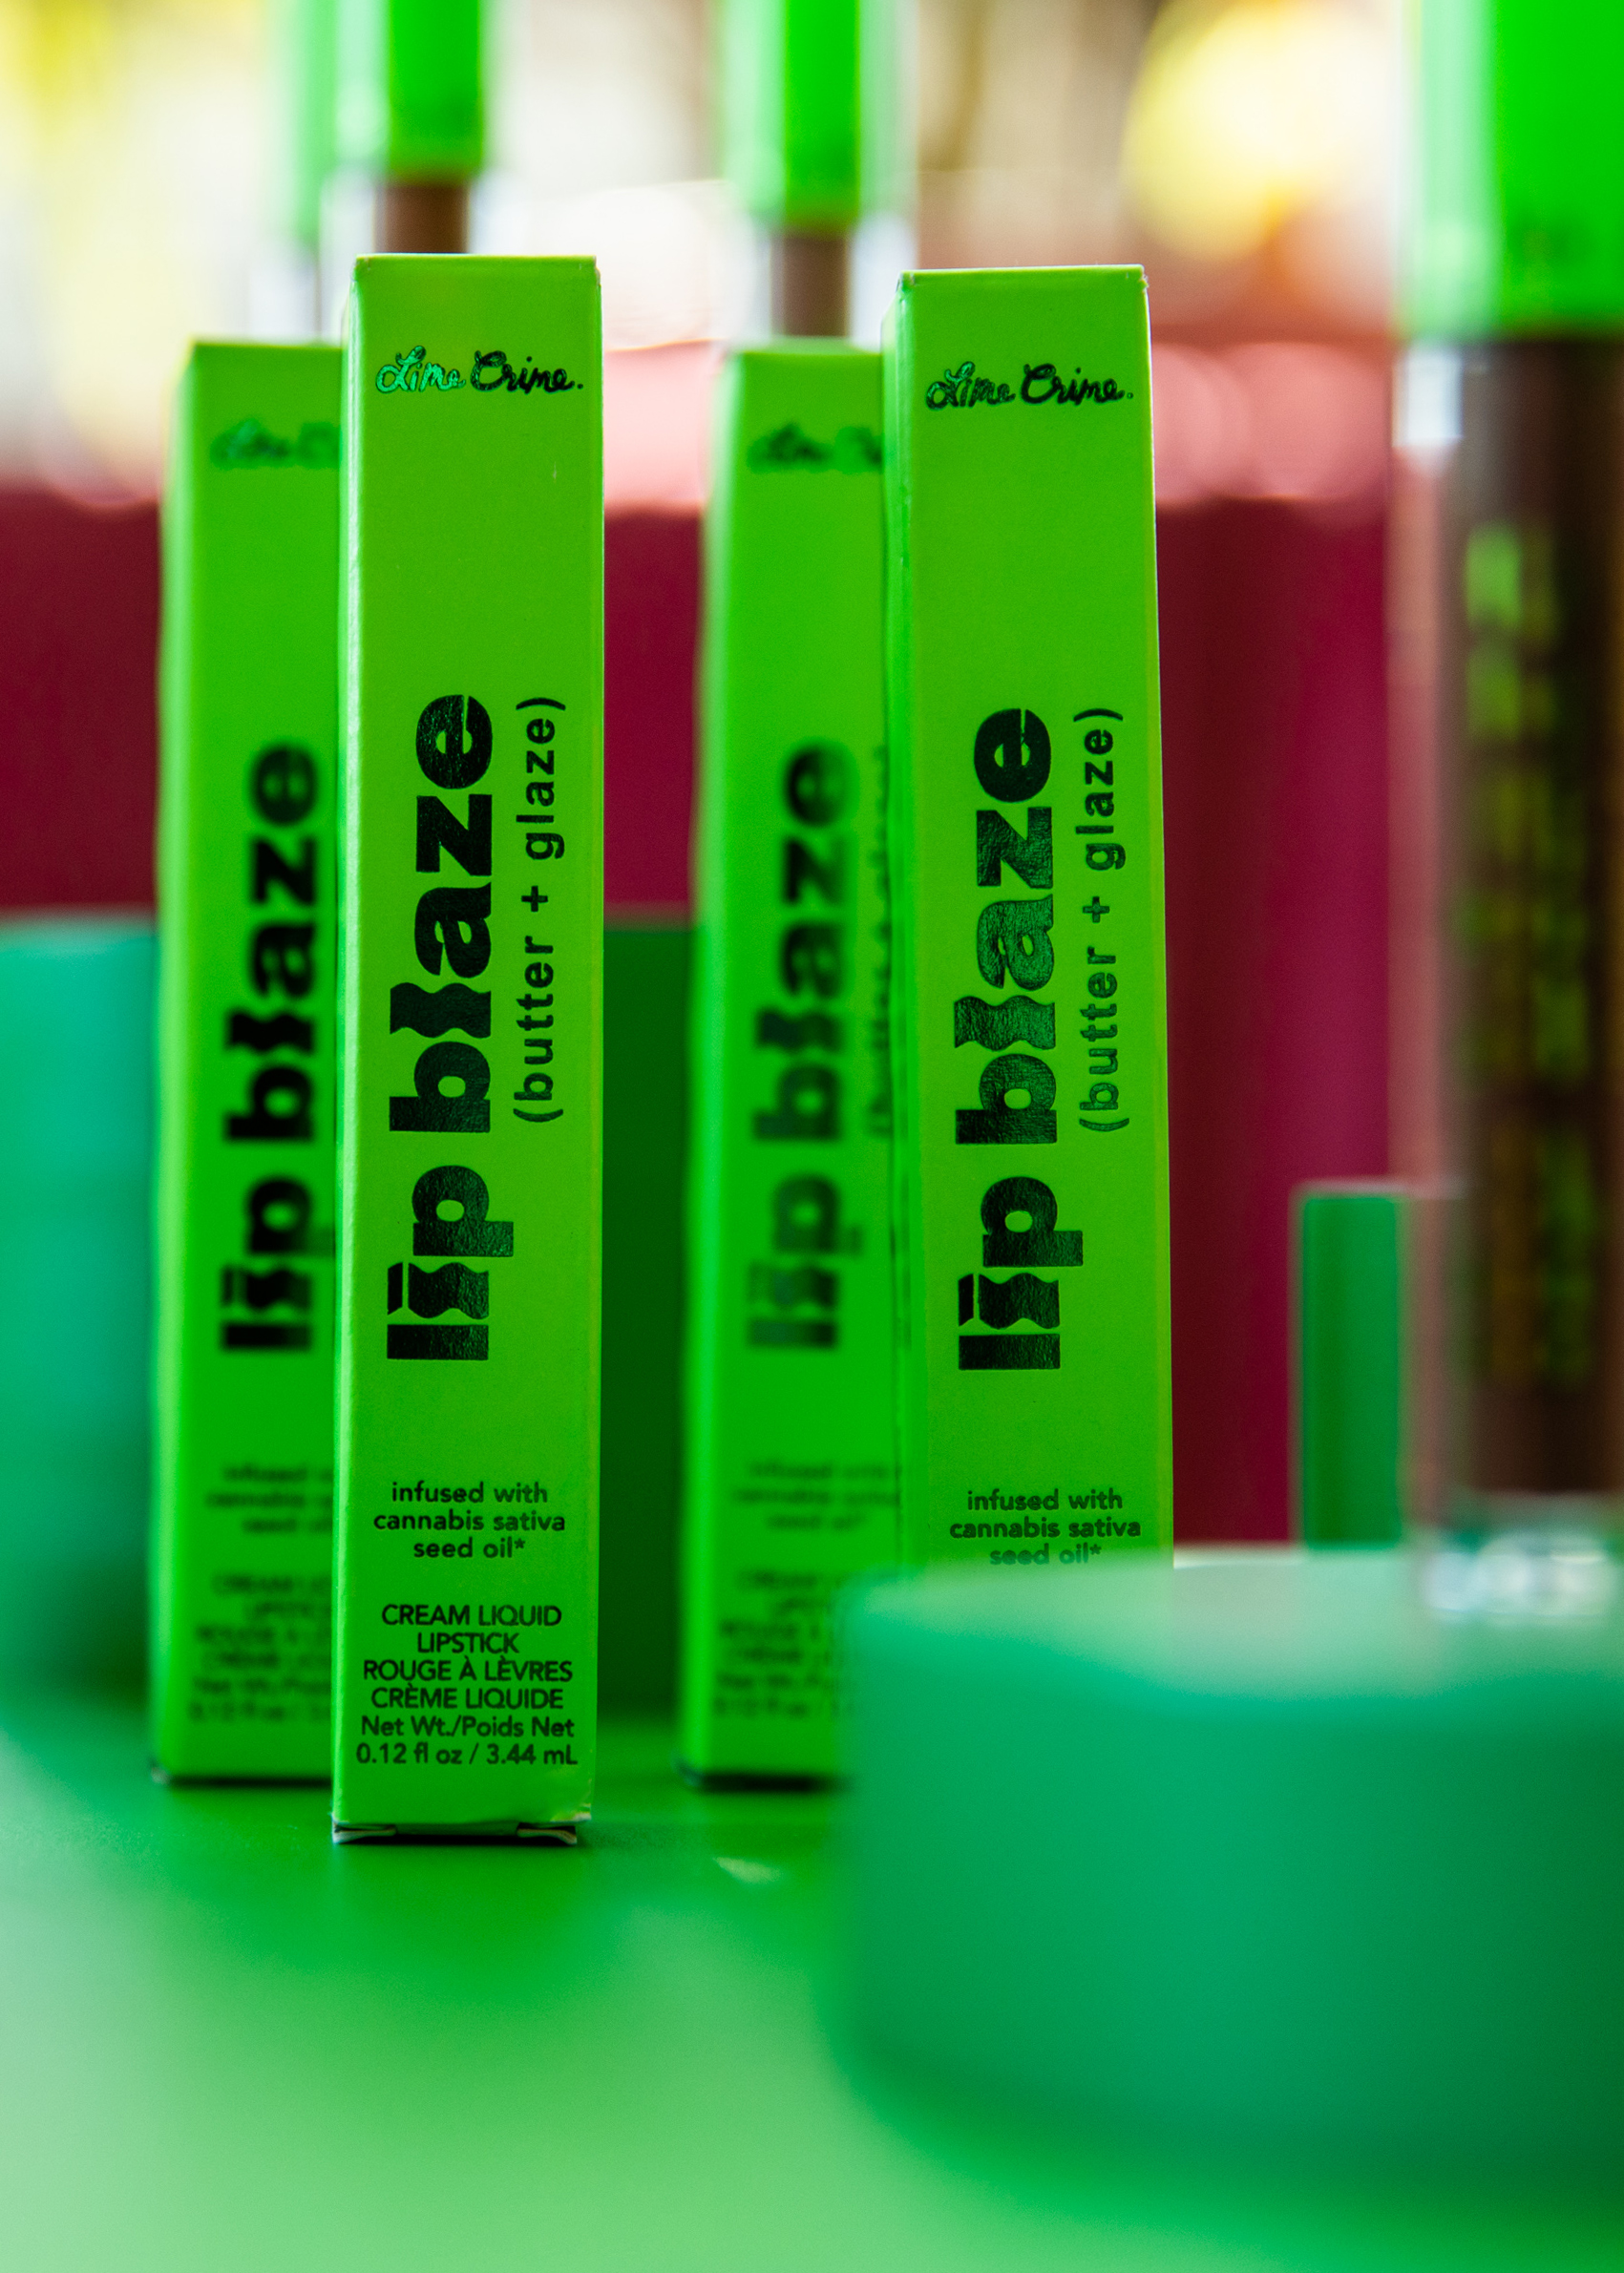 Lime Crime.
lip blaze
(butter + glaze)
infused with
cannabis sativa
seed oil*
CREAM LIQUID
LIPSTICK
ROUGE À LÈVRES
CRÈME LIQUIDE
Net Wt./Poids Net
0.12 fl oz / 3.44 mL
Lime Crime.
lip blaze
(butter + glaze)
infused with
cannabis sativa
seed oil*
lip blaze
lip blaze